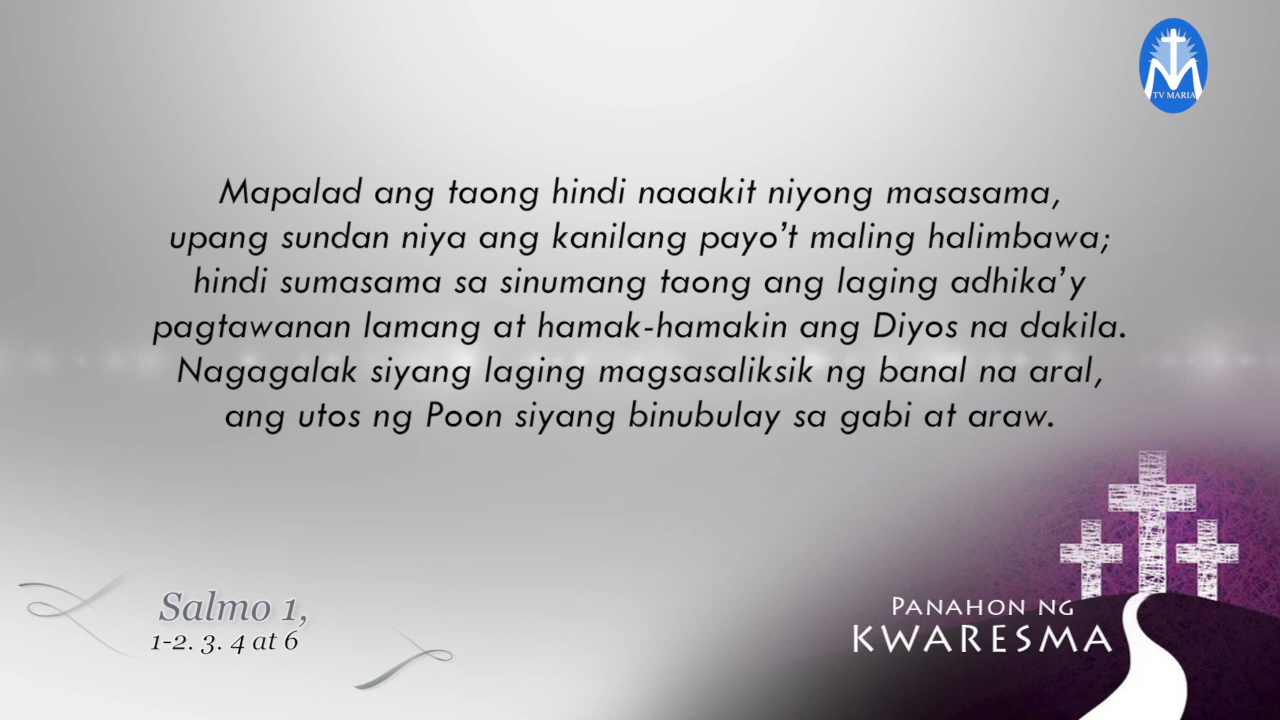 TV MARIA
Mapalad ang taong hindi naaakit niyong masasama,
upang sundan niya ang kanilang payo’t maling halimbawa;
hindi sumasama sa sinumang taong ang laging adhika’y
pagtawanan lamang at hamak-hamakin ang Diyos na dakila.
Nagagalak siyang laging magsasaliksik ng banal na aral,
ang utos ng Poon siyang binubulay sa gabi at araw.
Salmo 1,
1-2. 3. 4 at 6
PANAHON NG
KWARESMA